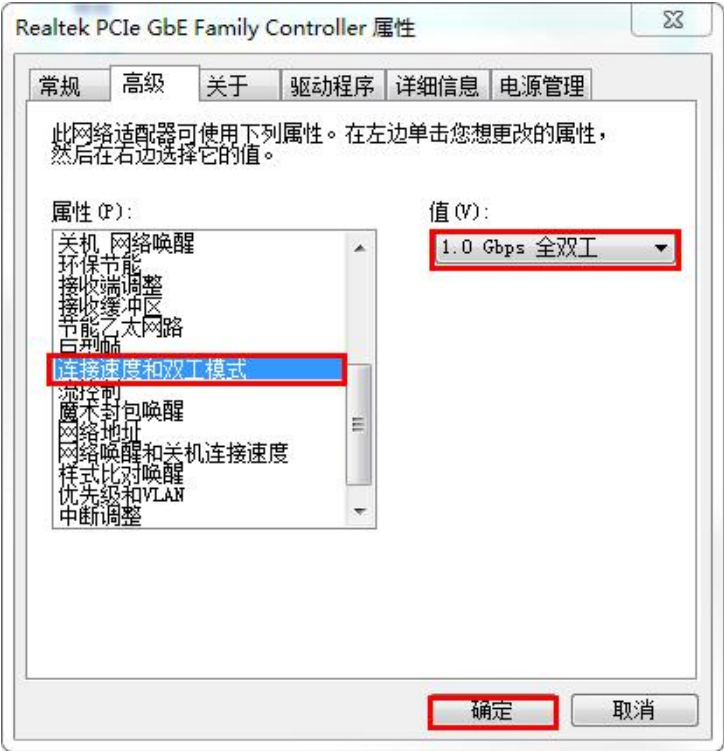 Realtek PCIe GbE Family Controller 属性
常规 高级 关于 驱动程序 详细信息 电源管理
此网络适配器可使用下列属性。在左边单击您想更改的属性，
然后在右边选择它的值。
属性(P): 值(V):
关机 网络唤醒 1.0 Gbps 全双工
环保节能
接收端调整
接收缓冲区
节能乙太网路
巨型帧
连接速度和双工模式
流控制
魔术封包唤醒
网络地址
网络唤醒和关机连接速度
样式比对唤醒
优先级和VLAN
中断调整
确定 取消